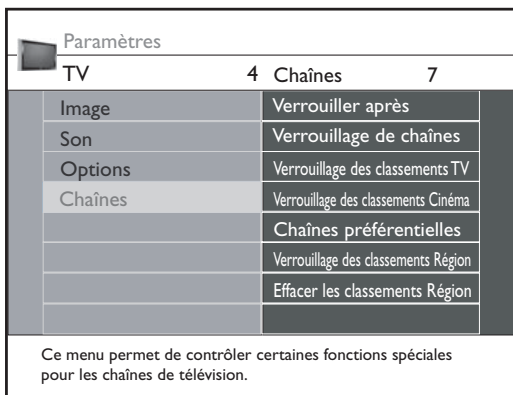 Paramètres
TV 4 Chaînes 7
Image Verrouiller après
Son Verrouillage de chaînes
Options Verrouillage des classements TV
Chaînes Verrouillage des classements Cinéma
Chaînes préférentielles
Verrouillage des classements Région
Effacer les classements Région
Ce menu permet de contrôler certaines fonctions spéciales
pour les chaînes de télévision.